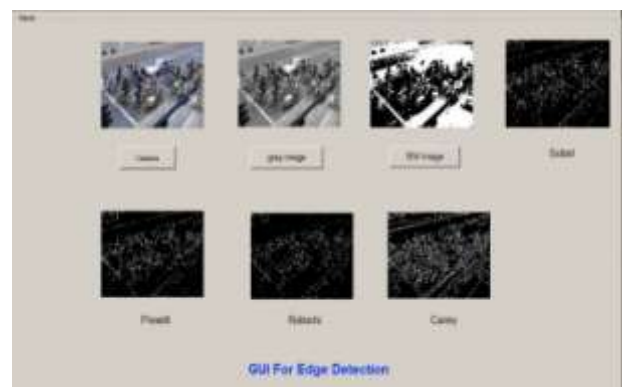 gray image
BW image
Sobel
Prewitt
Roberts
Canny
GUI For Edge Detection